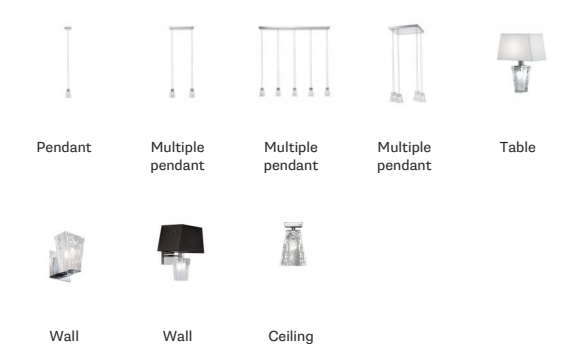 Pendant
Multiple
pendant
Multiple
pendant
Multiple
pendant
Table
Wall
Wall
Ceiling